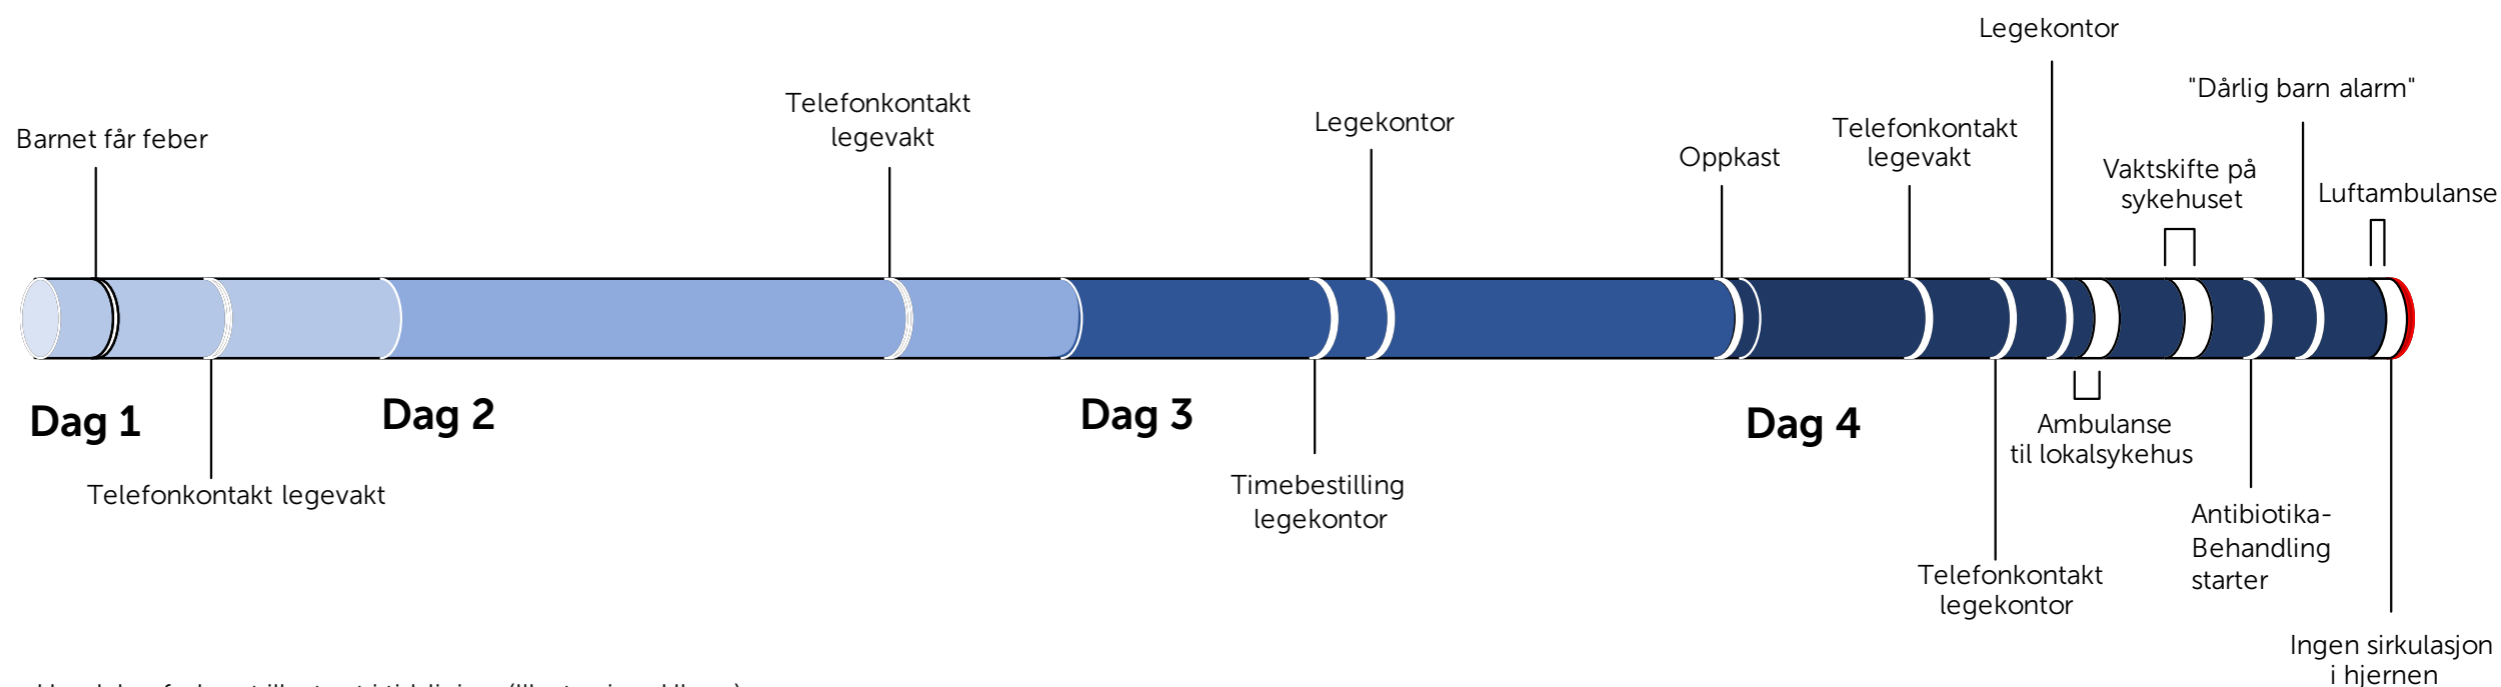 Legekontor
"Dårlig barn alarm"
Telefonkontakt
legevakt
Barnet får feber
Legekontor
Telefonkontakt
legevakt
Oppkast
Vaktskifte på
sykehuset
Luftambulanse
Dag 1
Dag 2
Dag 3
Dag 4
Telefonkontakt legevakt
Timebestilling
legekontor
Ambulanse
til lokalsykehus
Telefonkontakt
legekontor
Antibiotika-
Behandling
starter
Ingen sirkulasjon
i hjernen